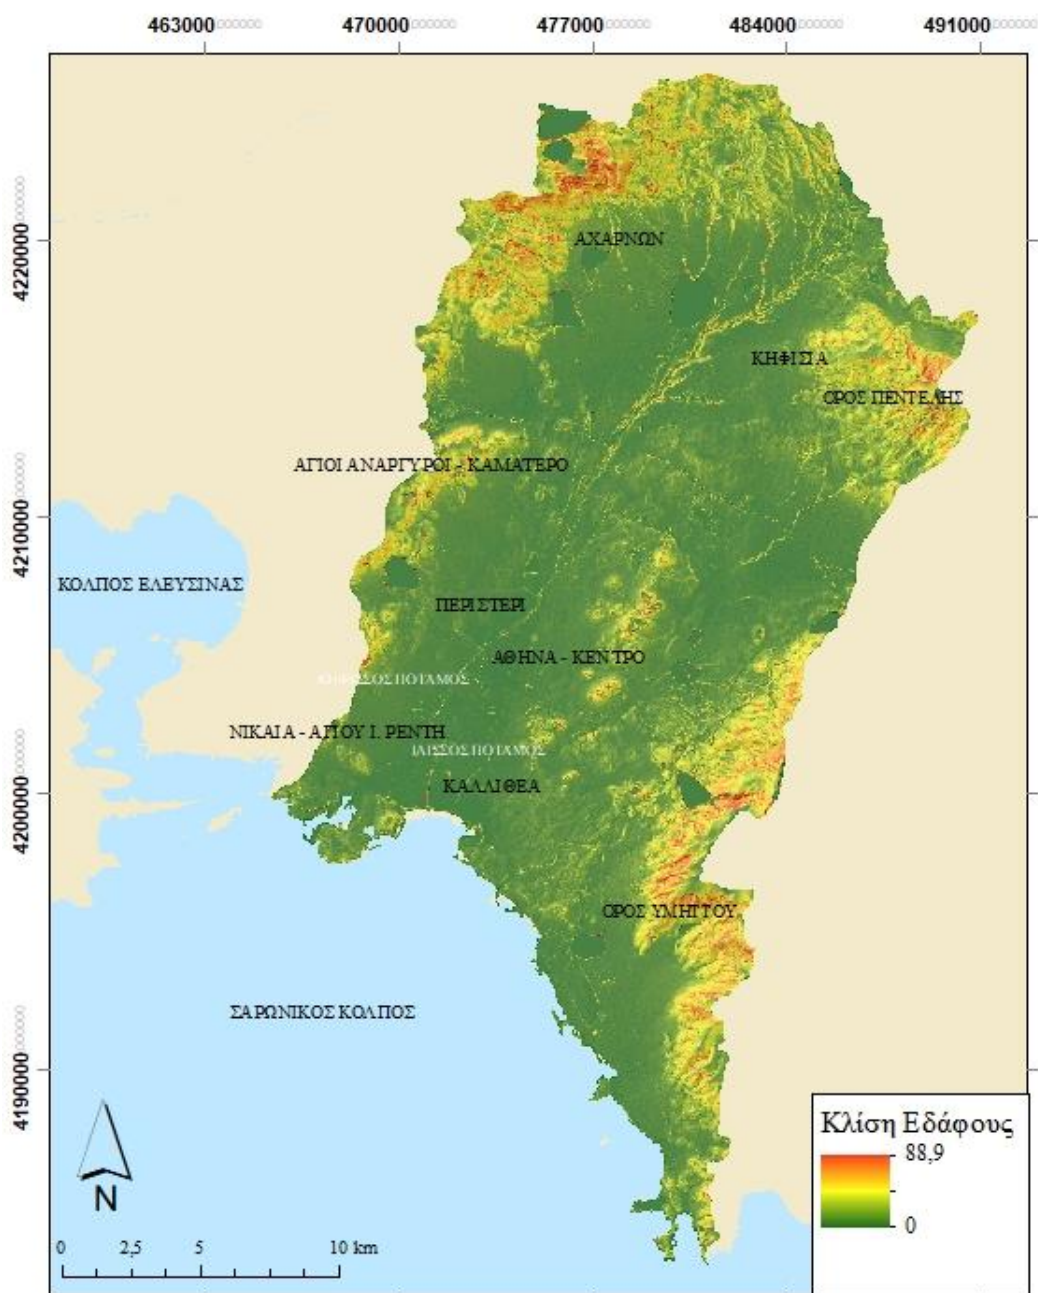 463000 470000 477000 484000 491000
4220000
ΑΧΑΡΝΩΝ
ΚΗΦΙΣΙΑ
ΟΡΟΣ ΠΕΝΤΕΛΗΣ
ΑΓΙΟΙ ΑΝΑΡΓΥΡΟΙ - ΚΑΜΑΤΕΡΟ
4210000
ΚΟΛΠΟΣ ΕΛΕΥΣΙΝΑΣ
ΠΕΡΙΣΤΕΡΙ
ΑΘΗΝΑ - ΚΕΝΤΡΟ
ΚΗΦΙΣΣΟΣ ΠΟΤΑΜΟΣ
ΝΙΚΑΙΑ - ΑΓΙΟΥ Ι. ΡΕΝΤΗ
ΙΛΙΣΣΟΣ ΠΟΤΑΜΟΣ
ΚΑΛΛΙΘΕΑ
4200000
ΟΡΟΣ ΥΜΗΤΤΟΥ
ΣΑΡΩΝΙΚΟΣ ΚΟΛΠΟΣ
4190000
Κλίση Εδάφους
88,9
0
N
0 2,5 5 10 km